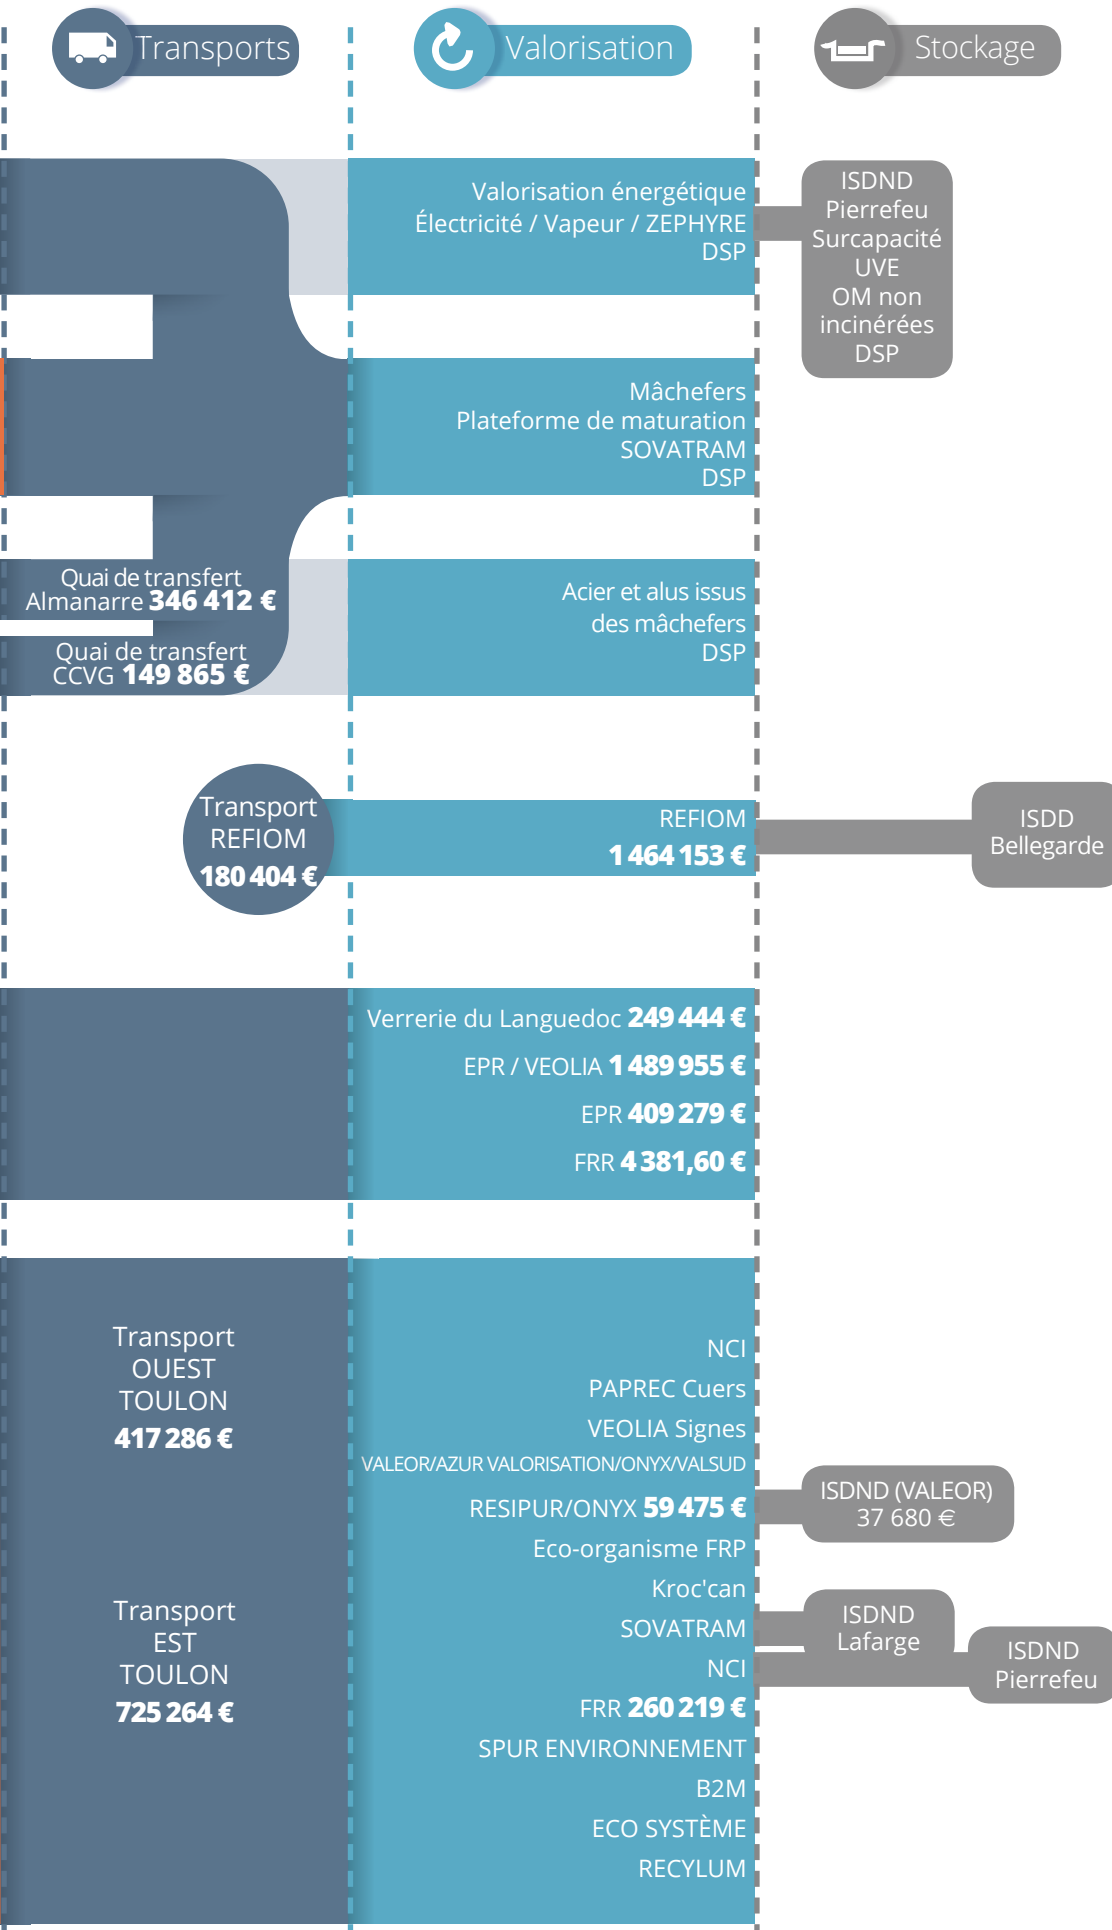 Transports
Valorisation
Stockage
Valorisation énergétique
Électricité / Vapeur / ZEPHYRE
DSP
ISDND
Pierrefeu
Surcapacité
UVE
OM non
incinérées
DSP
Mâchefers
Plateforme de maturation
SOVATRAM
DSP
Quai de transfert
Almanarre 346 412 €
Quai de transfert
CCVG 149 865 €
Acier et alus issus
des mâchefers
DSP
Transport
REFIOM
180 404 €
REFIOM
1 464 153 €
ISDD
Bellegarde
Verrerie du Languedoc 249 444 €
EPR / VEOLIA 1 489 955 €
EPR 409 279 €
FRR 4 381,60 €
Transport
OUEST
TOULON
417 286 €
Transport
EST
TOULON
725 264 €
NCI
PAPREC Cuers
VEOLIA Signes
VALEOR/AZUR VALORISATION/ONYX/VALSUD
RESIPUR/ONYX 59 475 €
Eco-organisme FRP
Kroc'can
SOVATRAM
NCI
FRR 260 219 €
SPUR ENVIRONNEMENT
B2M
ECO SYSTÈME
RECYLUM
ISDND (VALEOR)
37 680 €
ISDND
Lafarge
ISDND
Pierrefeu